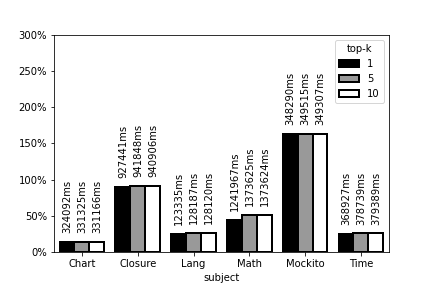 300%
250%
200%
150%
100%
50%
0%
top-k
1
5
10
324092ms
331325ms
331166ms
927441ms
941848ms
940906ms
123335ms
128187ms
128120ms
1241967ms
1373625ms
1373624ms
348290ms
349515ms
349307ms
368927ms
378739ms
379389ms
Chart Closure Lang Math Mockito Time
subject